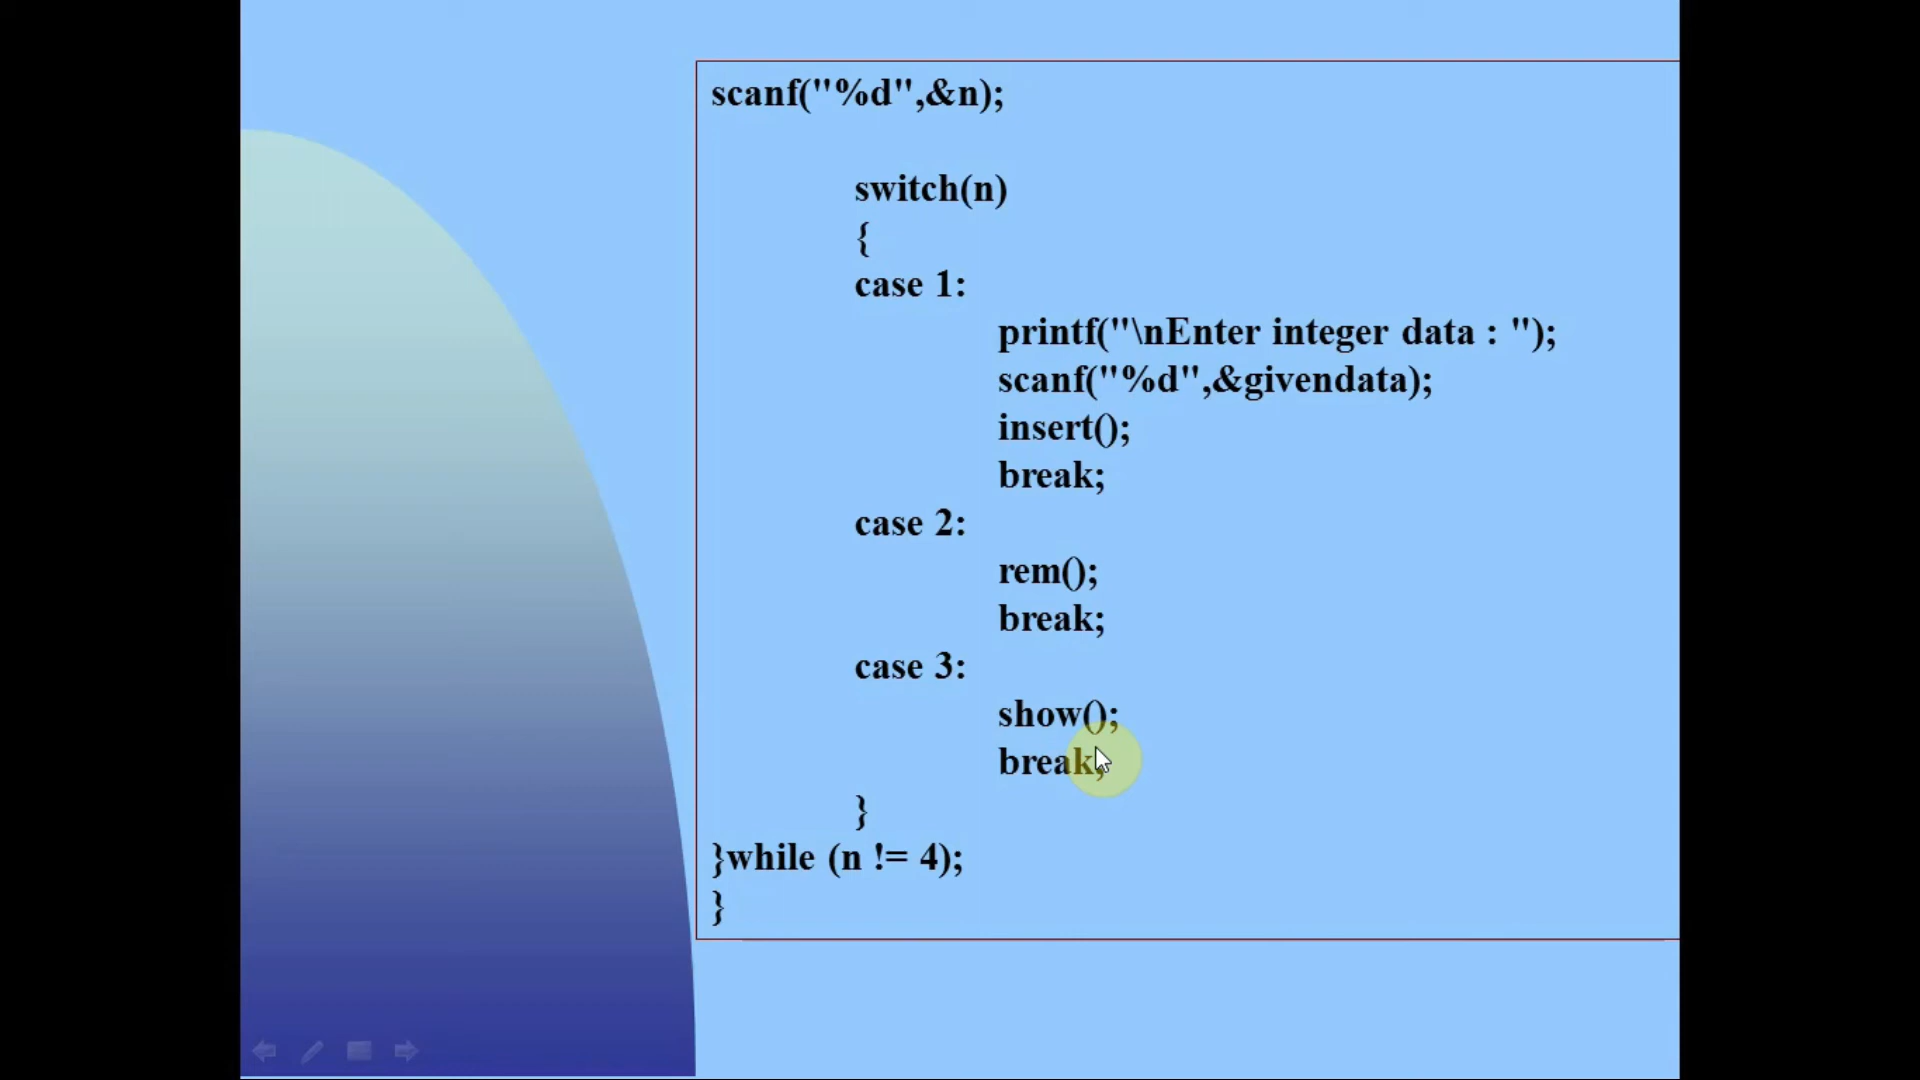 scanf("%d",&n);
switch(n)
{
case 1:
printf("\nEnter integer data : ");
scanf("%d",&givendata);
insert();
break;
case 2:
rem();
break;
case 3:
show();
break;
}
}while (n != 4);
}